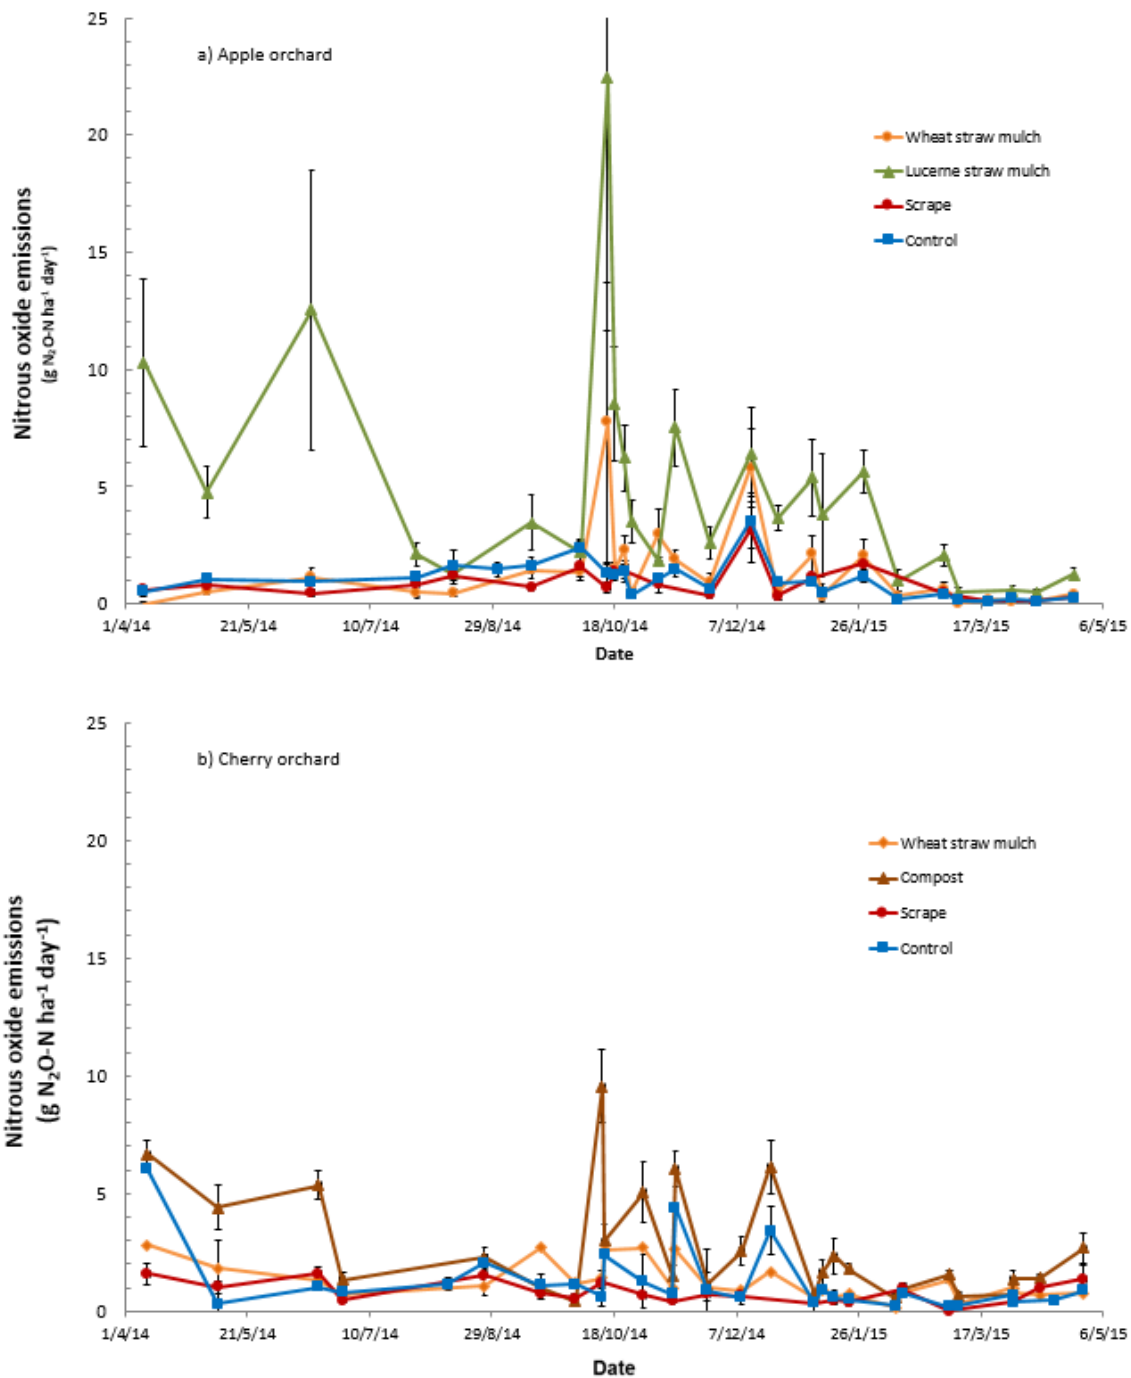 25
a) Apple orchard
20
Wheat straw mulch
Lucerne straw mulch
Scrape
Control
15
10
5
0
Nitrous oxide emissions
(g N₂O-N ha⁻¹ day⁻¹)
1/4/14 21/5/14 10/7/14 29/8/14 18/10/14 7/12/14 26/1/15 17/3/15 6/5/15
Date
25
b) Cherry orchard
20
Wheat straw mulch
Compost
Scrape
Control
15
10
5
0
Nitrous oxide emissions
(g N₂O-N ha⁻¹ day⁻¹)
1/4/14 21/5/14 10/7/14 29/8/14 18/10/14 7/12/14 26/1/15 17/3/15 6/5/15
Date